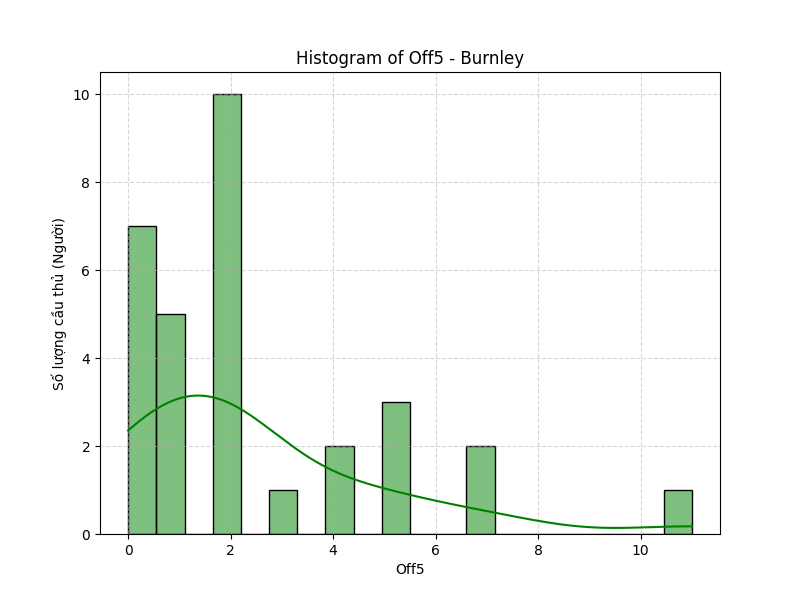 Histogram of Off5 - Burnley
Số lượng cầu thủ (Người)
10
8
6
4
2
0
0 2 4 6 8 10
Off5